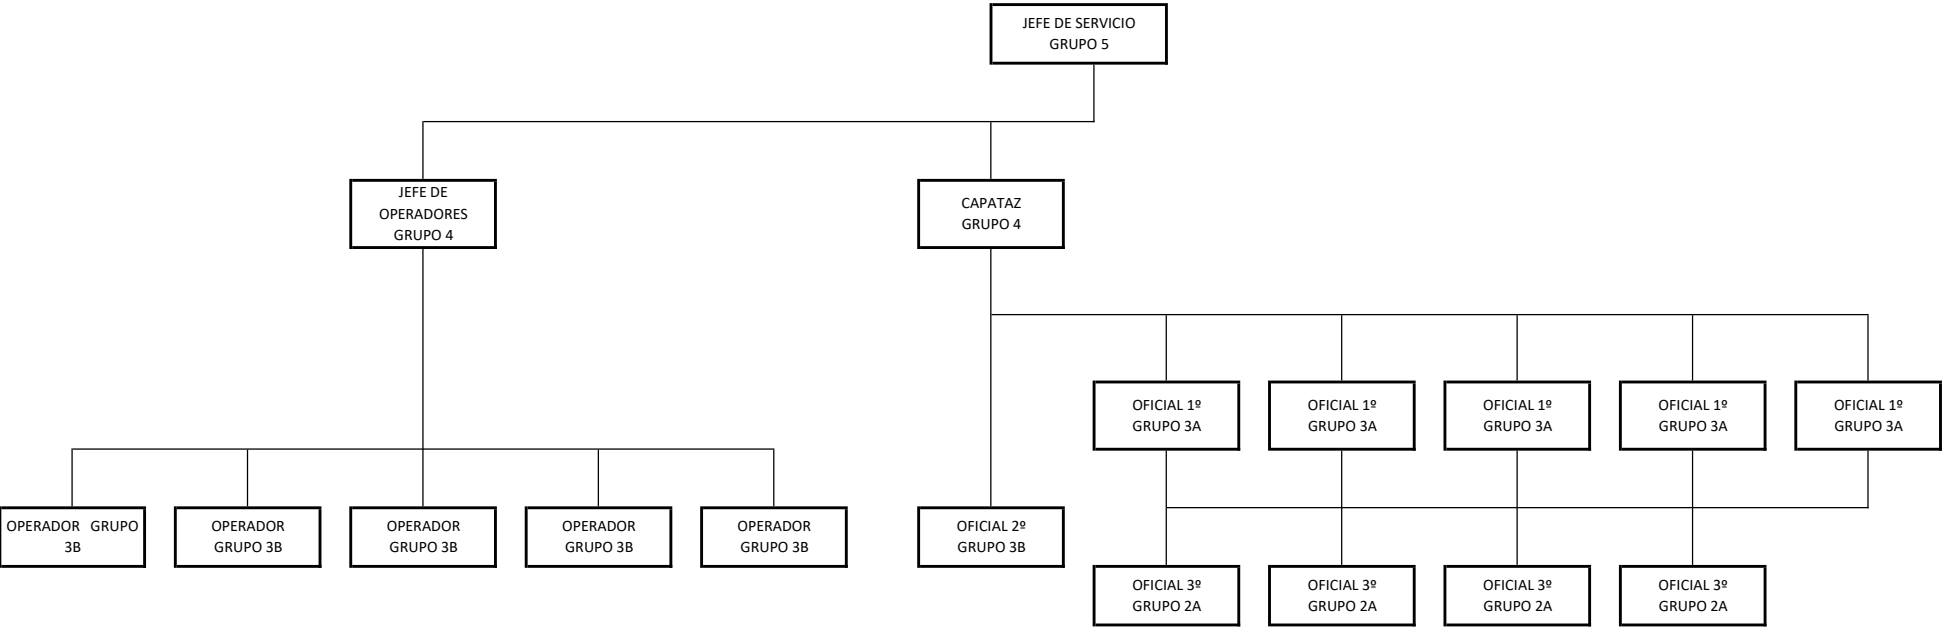 JEFE DE SERVICIO
GRUPO 5
JEFE DE
OPERADORES
GRUPO 4
CAPATAZ
GRUPO 4
OFICIAL 1º
GRUPO 3A
OFICIAL 1º
GRUPO 3A
OFICIAL 1º
GRUPO 3A
OFICIAL 1º
GRUPO 3A
OFICIAL 1º
GRUPO 3A
OPERADOR GRUPO
3B
OPERADOR
GRUPO 3B
OPERADOR
GRUPO 3B
OPERADOR
GRUPO 3B
OPERADOR
GRUPO 3B
OFICIAL 2º
GRUPO 3B
OFICIAL 3º
GRUPO 2A
OFICIAL 3º
GRUPO 2A
OFICIAL 3º
GRUPO 2A
OFICIAL 3º
GRUPO 2A